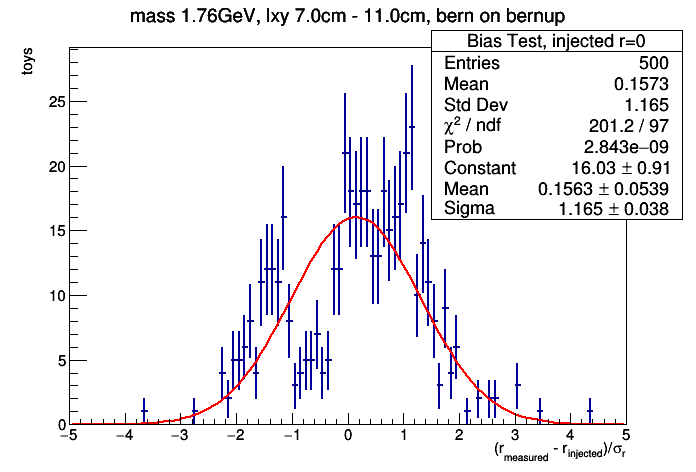 mass 1.76GeV, lxy 7.0cm - 11.0cm, bern on bernup
Bias Test, injected r=0
Entries 500
Mean 0.1573
Std Dev 1.165
χ² / ndf 201.2 / 97
Prob 2.843e−09
Constant 16.03 ± 0.91
Mean 0.1563 ± 0.0539
Sigma 1.165 ± 0.038
toys
25
20
15
10
5
0
−5 −4 −3 −2 −1 0 1 2 3 4 5
(r_measured - r_injected)/σ_r